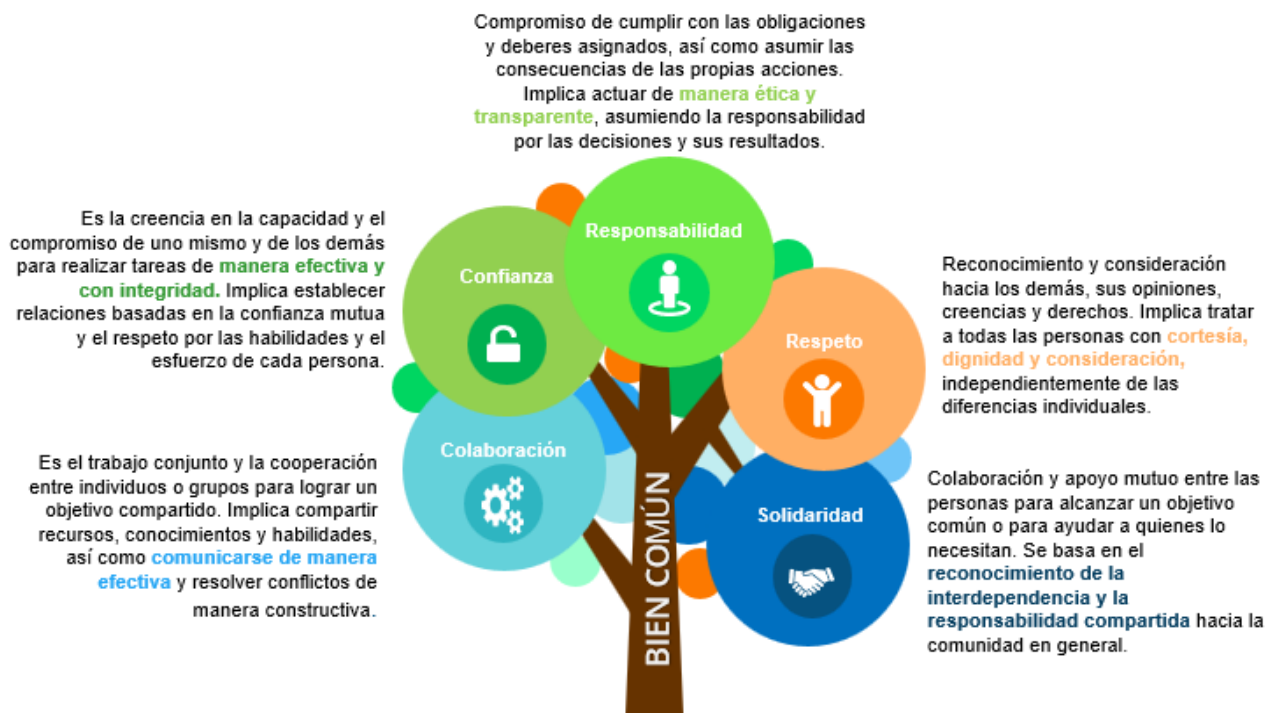 Compromiso de cumplir con las obligaciones
y deberes asignados, así como asumir las
consecuencias de las propias acciones.
Implica actuar de manera ética y
transparente, asumiendo la responsabilidad
por las decisiones y sus resultados.
Responsabilidad
Es la creencia en la capacidad y el
compromiso de uno mismo y de los demás
para realizar tareas de manera efectiva y
con integridad. Implica establecer
relaciones basadas en la confianza mutua
y el respeto por las habilidades y el
esfuerzo de cada persona.
Confianza
Respeto
Reconocimiento y consideración
hacia los demás, sus opiniones,
creencias y derechos. Implica tratar
a todas las personas con cortesía,
dignidad y consideración,
independientemente de las
diferencias individuales.
Es el trabajo conjunto y la cooperación
entre individuos o grupos para lograr un
objetivo compartido. Implica compartir
recursos, conocimientos y habilidades,
así como comunicarse de manera
efectiva y resolver conflictos de
manera constructiva.
Colaboración
Solidaridad
Colaboración y apoyo mutuo entre las
personas para alcanzar un objetivo
común o para ayudar a quienes lo
necesitan. Se basa en el
reconocimiento de la
interdependencia y la
responsabilidad compartida hacia la
comunidad en general.
BIEN COMÚN